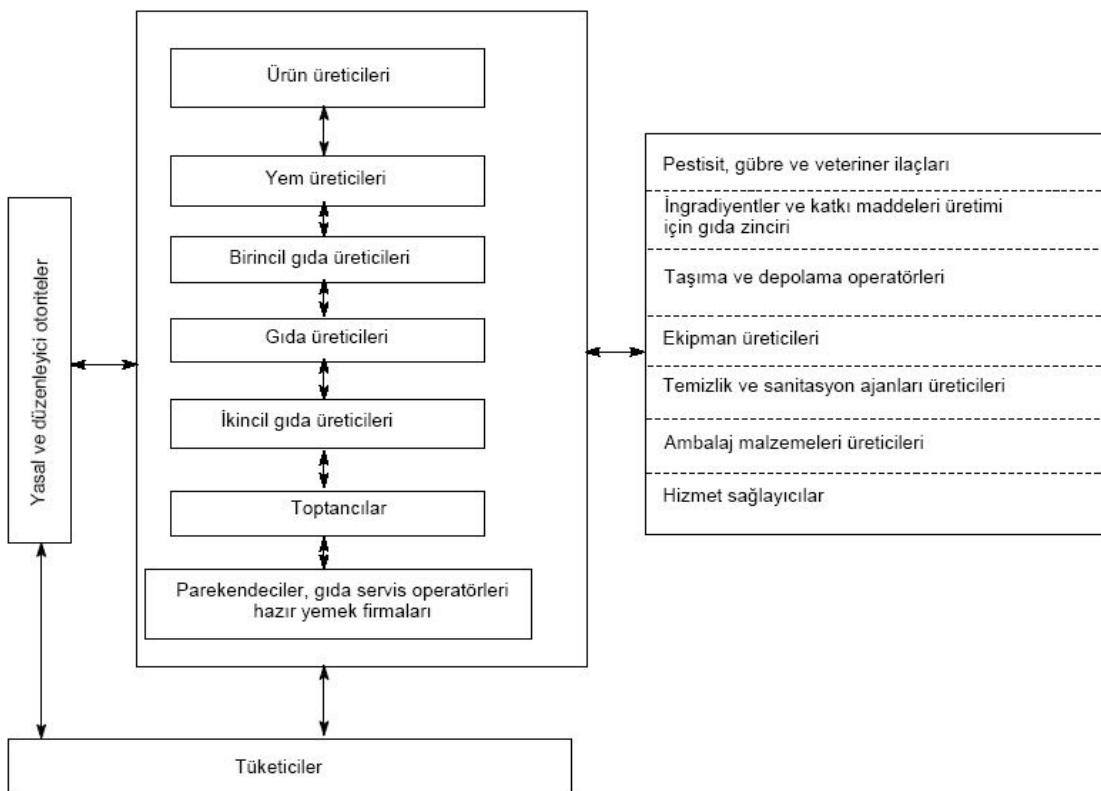 Ürün üreticileri
Yem üreticileri
Birincil gıda üreticileri
Gıda üreticileri
İkincil gıda üreticileri
Toptancılar
Parekendeciler, gıda servis operatörleri
hazır yemek firmaları
Yasal ve düzenleyici otoriteler
Pestisit, gübre ve veteriner ilaçları
İngradiyentler ve katkı maddeleri üretimi
için gıda zinciri
Taşıma ve depolama operatörleri
Ekipman üreticileri
Temizlik ve sanitasyon ajanları üreticileri
Ambalaj malzemeleri üreticileri
Hizmet sağlayıcılar
Tüketiciler